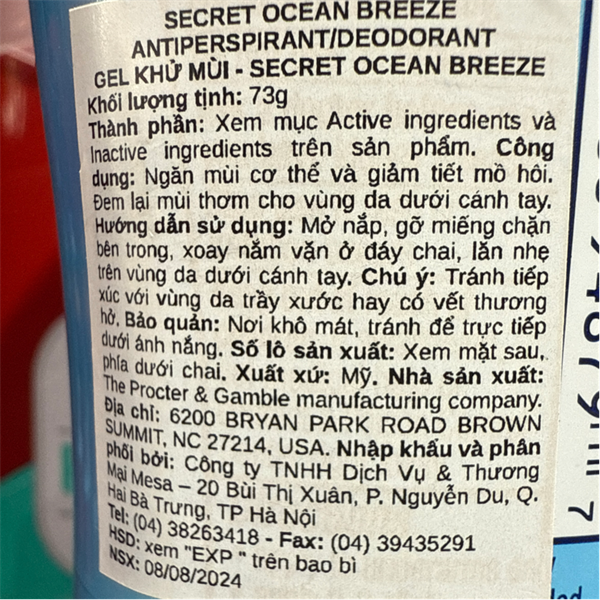 SECRET OCEAN BREEZE
ANTIPERSPIRANT/DEODORANT
GEL KHỬ MÙI - SECRET OCEAN BREEZE
Khối lượng tịnh: 73g
Thành phần: Xem mục Active ingredients và
Inactive ingredients trên sản phẩm. Công
dụng: Ngăn mùi cơ thể và giảm tiết mồ hôi.
Đem lại mùi thơm cho vùng da dưới cánh tay.
Hướng dẫn sử dụng: Mở nắp, gỡ miếng chặn
bên trong, xoay nắm vặn ở đáy chai, lăn nhẹ
trên vùng da dưới cánh tay. Chú ý: Tránh tiếp
xúc với vùng da trầy xước hay có vết thương
hở. Bảo quản: Nơi khô mát, tránh để trực tiếp
dưới ánh nắng. Số lô sản xuất: Xem mặt sau,
phía dưới chai. Xuất xứ: Mỹ. Nhà sản xuất:
The Procter & Gamble manufacturing company.
Địa chỉ: 6200 BRYAN PARK ROAD BROWN
SUMMIT, NC 27214, USA. Nhập khẩu và phân
phối bởi: Công ty TNHH Dịch Vụ & Thương
Mại Mesa – 20 Bùi Thị Xuân, P. Nguyễn Du, Q.
Hai Bà Trưng, TP Hà Nội
Tel: (04) 38263418 - Fax: (04) 39435291
HSD: xem "EXP " trên bao bì
NSX: 08/08/2024